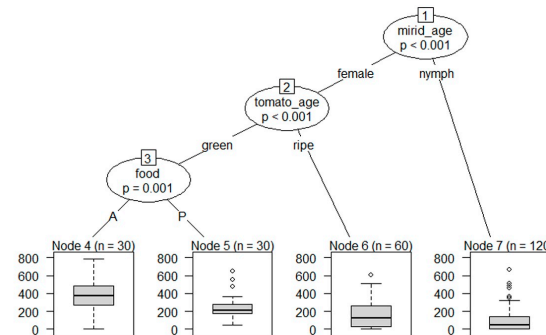 1
mirid_age
p < 0.001
female
nymph
2
tomato_age
p < 0.001
green
ripe
3
food
p = 0.001
A
P
Node 4 (n = 30)
Node 5 (n = 30)
Node 6 (n = 60)
Node 7 (n = 120
800
600
400
200
0
800
600
400
200
0
800
600
400
200
0
800
600
400
200
0